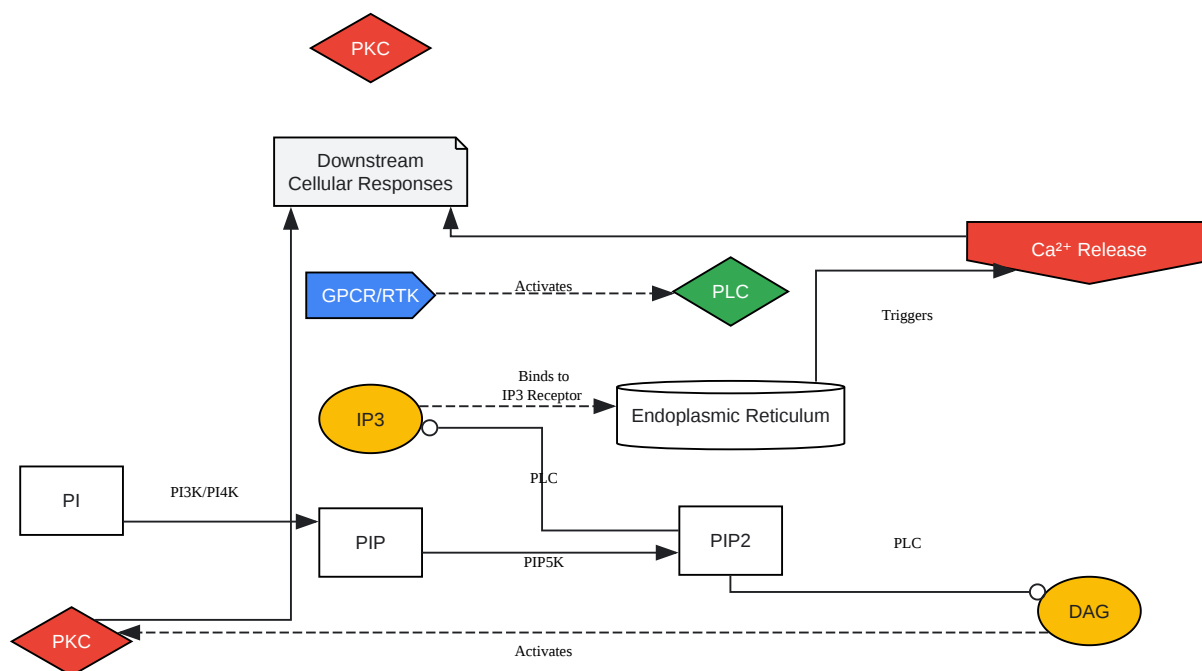 PKC
Downstream
Cellular Responses
Ca²⁺ Release
GPCR/RTK
Activates
PLC
Triggers
Binds to
IP3 Receptor
IP3
Endoplasmic Reticulum
PLC
PI
PI3K/PI4K
PIP
PIP5K
PIP2
PLC
DAG
PKC
Activates